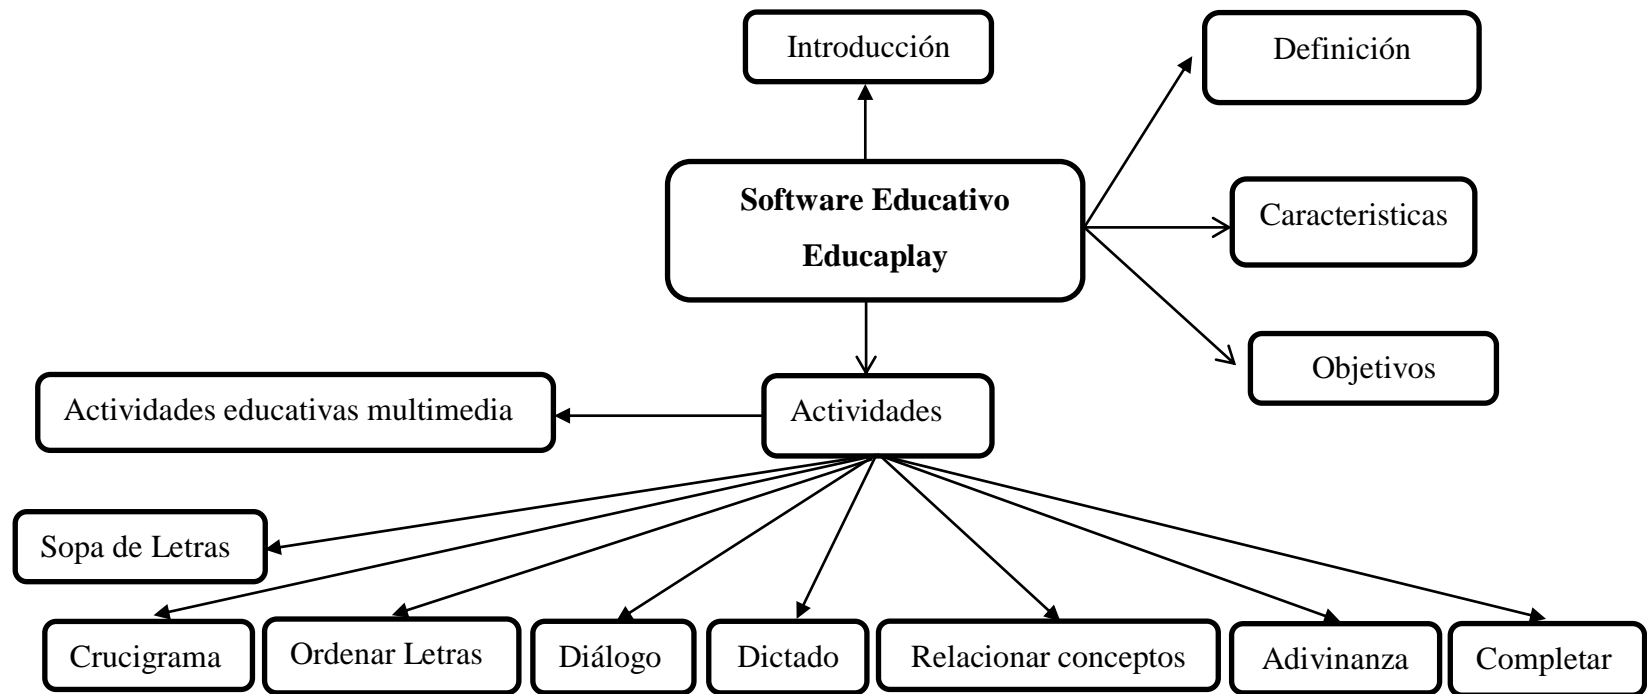 Introducción
Definición
Software Educativo
Educaplay
Caracteristicas
Objetivos
Actividades educativas multimedia
Actividades
Sopa de Letras
Crucigrama
Ordenar Letras
Diálogo
Dictado
Relacionar conceptos
Adivinanza
Completar